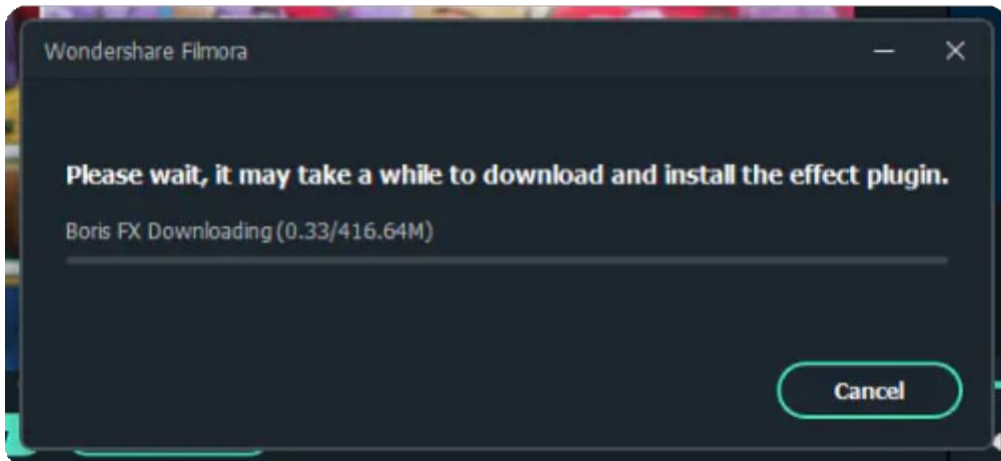 Wondershare Filmora
Please wait, it may take a while to download and install the effect plugin.
Boris FX Downloading (0.33/416.64M)
Cancel